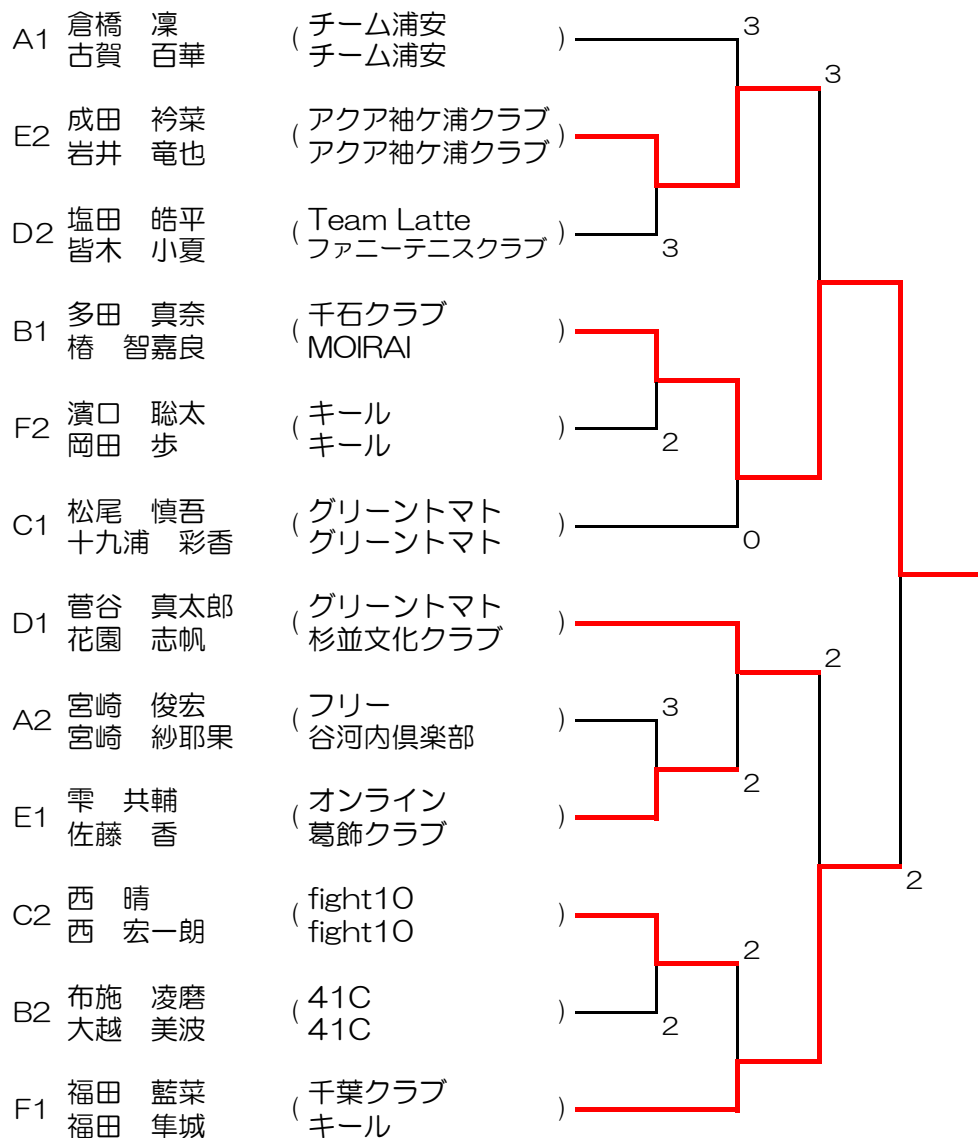 A1 倉橋　凜 ( チーム浦安 )
古賀　百華 チーム浦安
3
3
E2 成田　衿菜 ( アクア袖ケ浦クラブ )
岩井　竜也 アクア袖ケ浦クラブ
D2 塩田　皓平 ( Team Latte )
皆木　小夏 ファニーテニスクラブ
3
B1 多田　真奈 ( 千石クラブ )
椿　智嘉良 MOIRAI
F2 濱口　聡太 ( キール )
岡田　歩 キール
2
C1 松尾　慎吾 ( グリーントマト )
十九浦　彩香 グリーントマト
0
D1 菅谷　真太郎 ( グリーントマト )
花園　志帆 杉並文化クラブ
2
A2 宮崎　俊宏 ( フリー )
宮崎　紗耶果 谷河内倶楽部
3
2
E1 雫　共輔 ( オンライン )
佐藤　香 葛飾クラブ
2
C2 西　晴 ( fight10 )
西　宏一朗 fight10
2
B2 布施　凌磨 ( 41C )
大越　美波 41C
2
F1 福田　藍菜 ( 千葉クラブ )
福田　隼城 キール